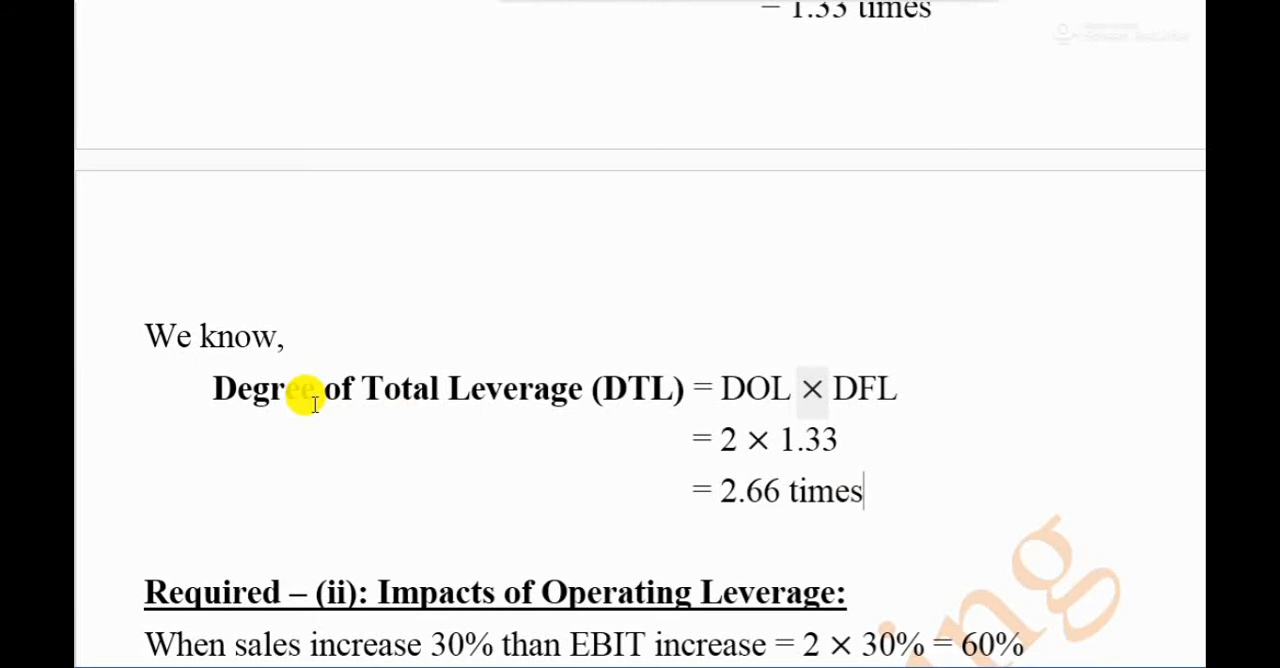 = 1.33 times
We know,
Degree of Total Leverage (DTL) = DOL × DFL
= 2 × 1.33
= 2.66 times
Required – (ii): Impacts of Operating Leverage:
When sales increase 30% than EBIT increase = 2 × 30% = 60%
ing